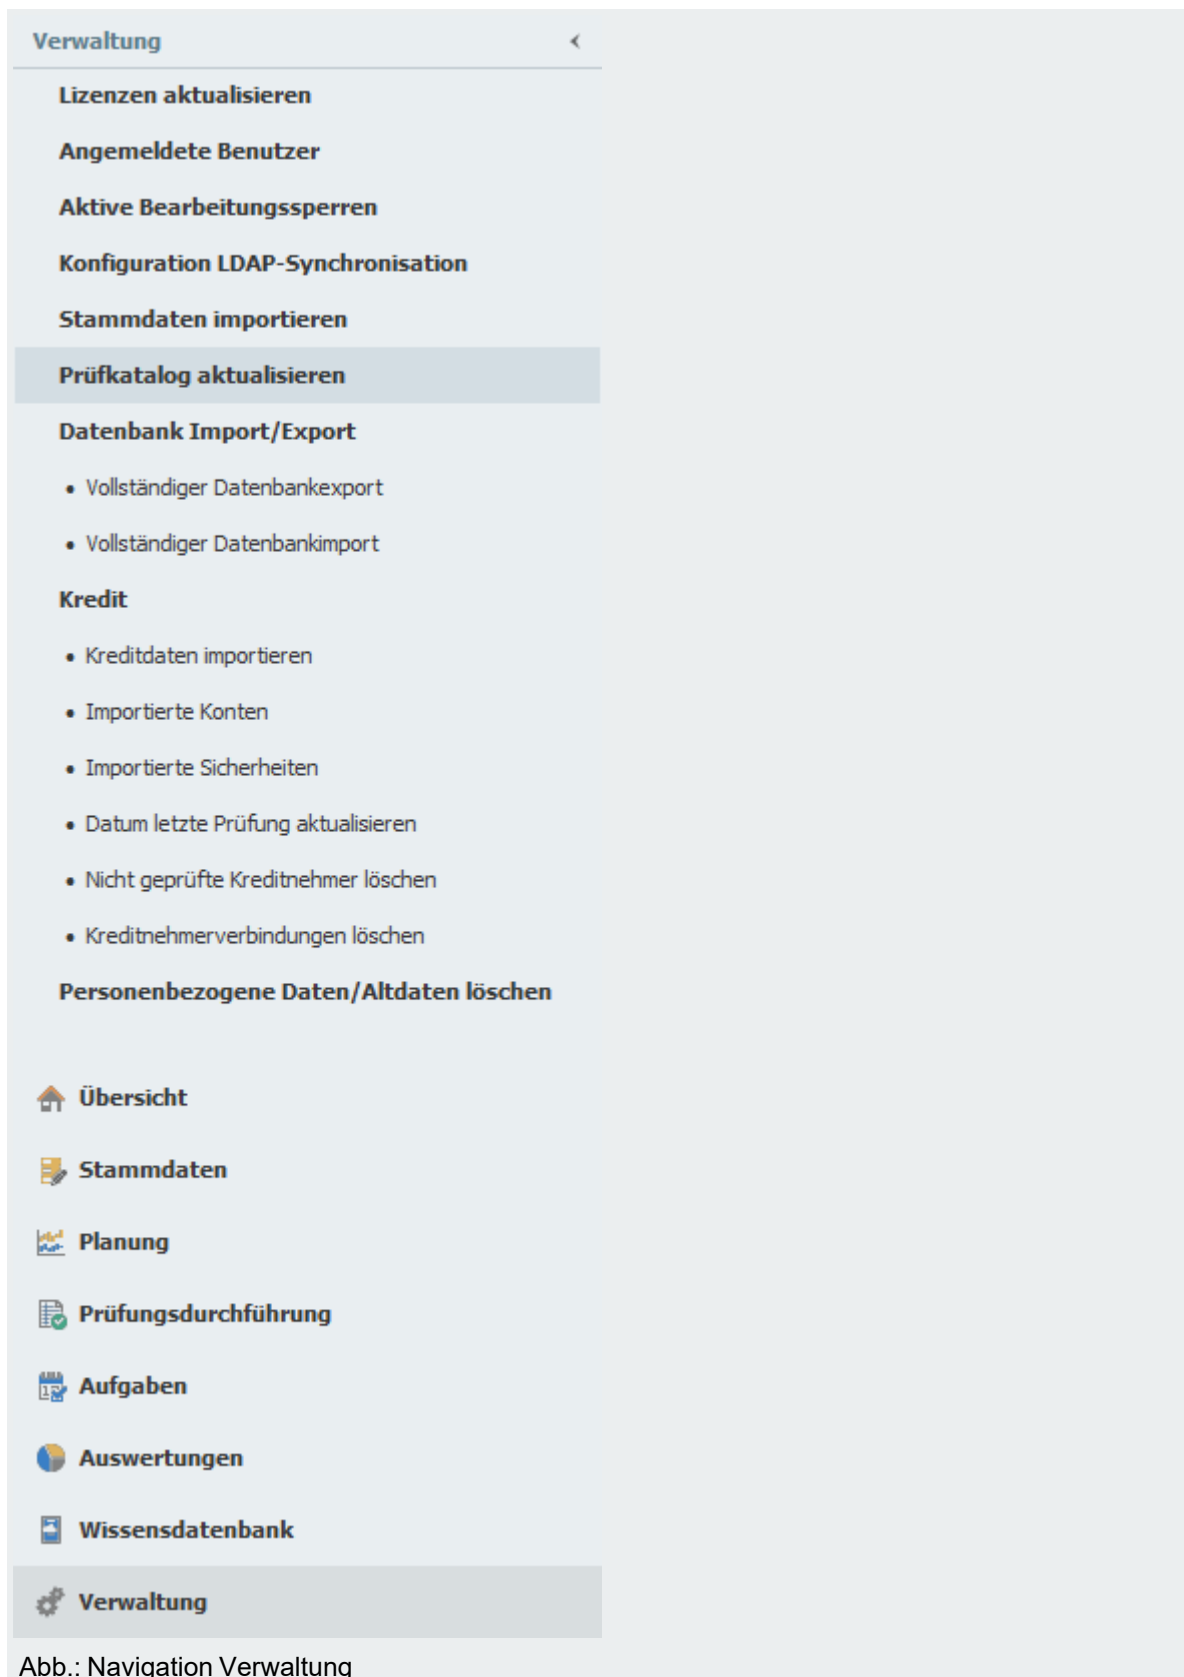 Verwaltung
Lizenzen aktualisieren
Angemeldete Benutzer
Aktive Bearbeitungssperren
Konfiguration LDAP-Synchronisation
Stammdaten importieren
Prüfkatalog aktualisieren
Datenbank Import/Export
• Vollständiger Datenbankexport
• Vollständiger Datenbankimport
Kredit
• Kreditdaten importieren
• Importierte Konten
• Importierte Sicherheiten
• Datum letzte Prüfung aktualisieren
• Nicht geprüfte Kreditnehmer löschen
• Kreditnehmerverbindungen löschen
Personenbezogene Daten/Altdaten löschen
Übersicht
Stammdaten
Planung
Prüfungsdurchführung
Aufgaben
Auswertungen
Wissensdatenbank
Verwaltung
Abb.: Navigation Verwaltung